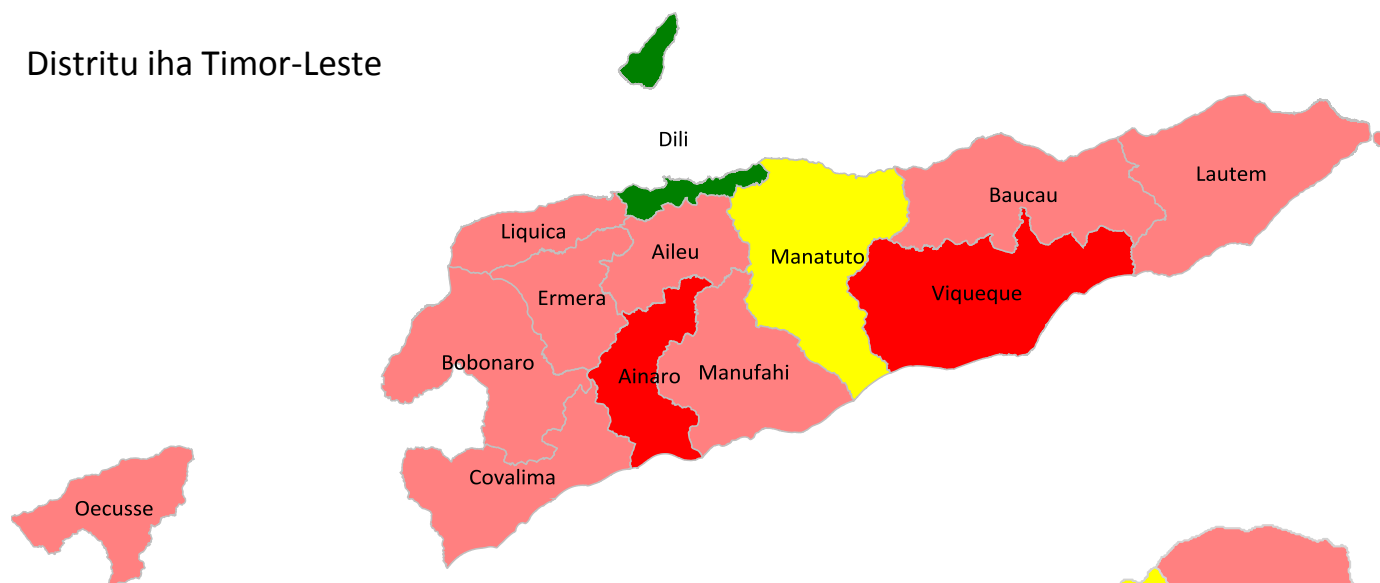 Distritu iha Timor-Leste
Dili
Lautem
Baucau
Liquica
Aileu
Manatuto
Viqueque
Ermera
Bobonaro
Ainaro
Manufahi
Covalima
Oecusse